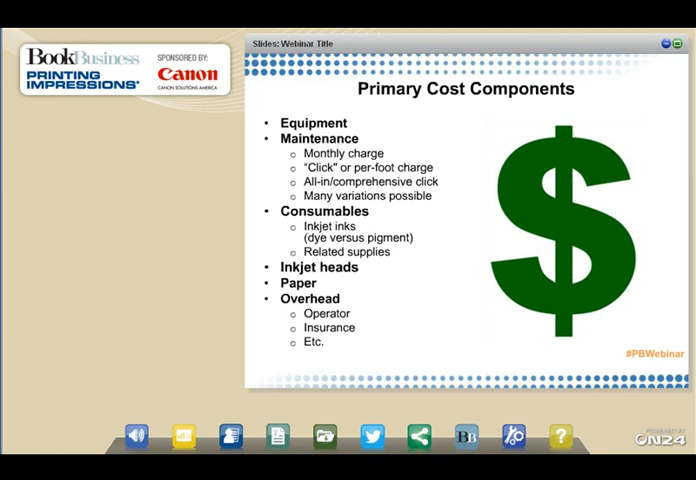 Slides: Webinar Title
BookBusiness
SPONSORED BY:
PRINTING IMPRESSIONS
Canon
CANON SOLUTIONS AMERICA
Primary Cost Components
• Equipment
• Maintenance
o Monthly charge
o "Click" or per-foot charge
o All-in/comprehensive click
o Many variations possible
• Consumables
o Inkjet inks
(dye versus pigment)
o Related supplies
• Inkjet heads
• Paper
• Overhead
o Operator
o Insurance
o Etc.
$
#PBWebinar
BB
?
POWERED BY
ON24